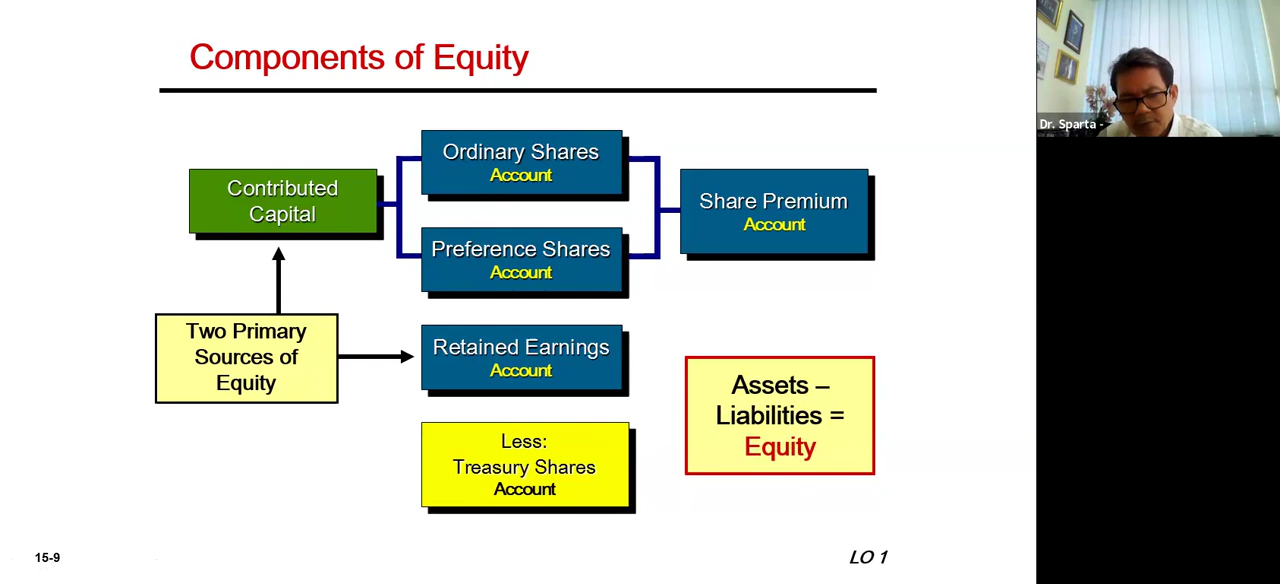 Components of Equity
Dr. Sparta -
Ordinary Shares
Account
Contributed
Capital
Share Premium
Account
Preference Shares
Account
Two Primary
Sources of
Equity
Retained Earnings
Account
Assets –
Liabilities =
Equity
Less:
Treasury Shares
Account
15-9
LO 1